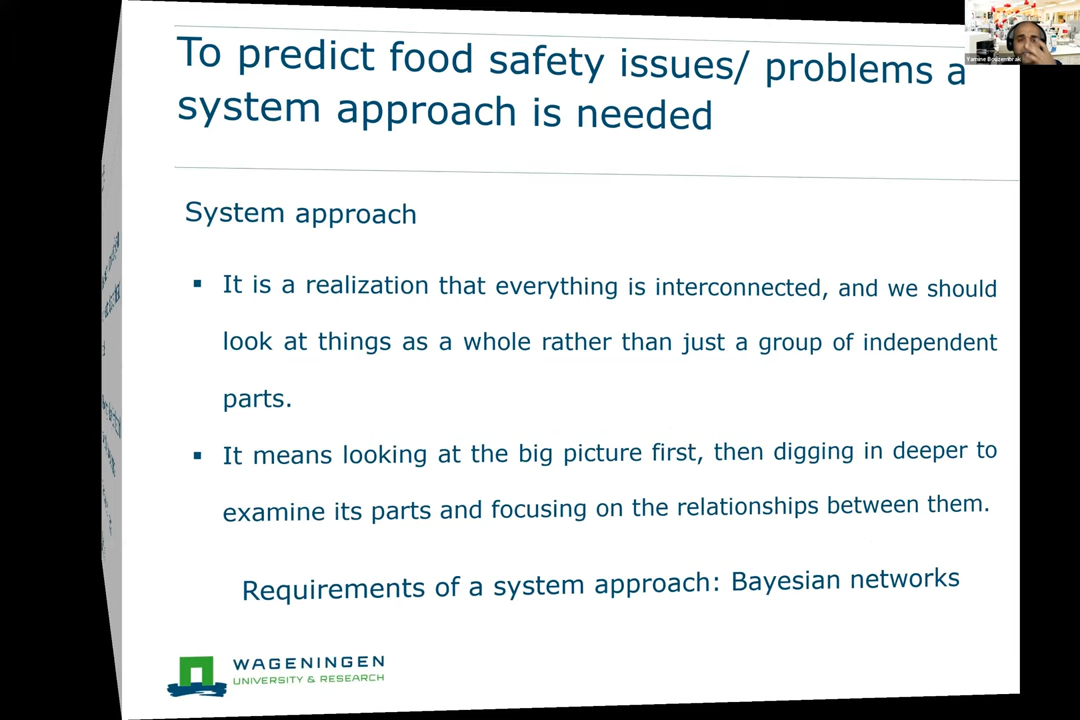 To predict food safety issues/ problems a
system approach is needed
System approach
▪ It is a realization that everything is interconnected, and we should
look at things as a whole rather than just a group of independent
parts.
▪ It means looking at the big picture first, then digging in deeper to
examine its parts and focusing on the relationships between them.
Requirements of a system approach: Bayesian networks
WAGENINGEN
UNIVERSITY & RESEARCH
Yamine Bouzembrak